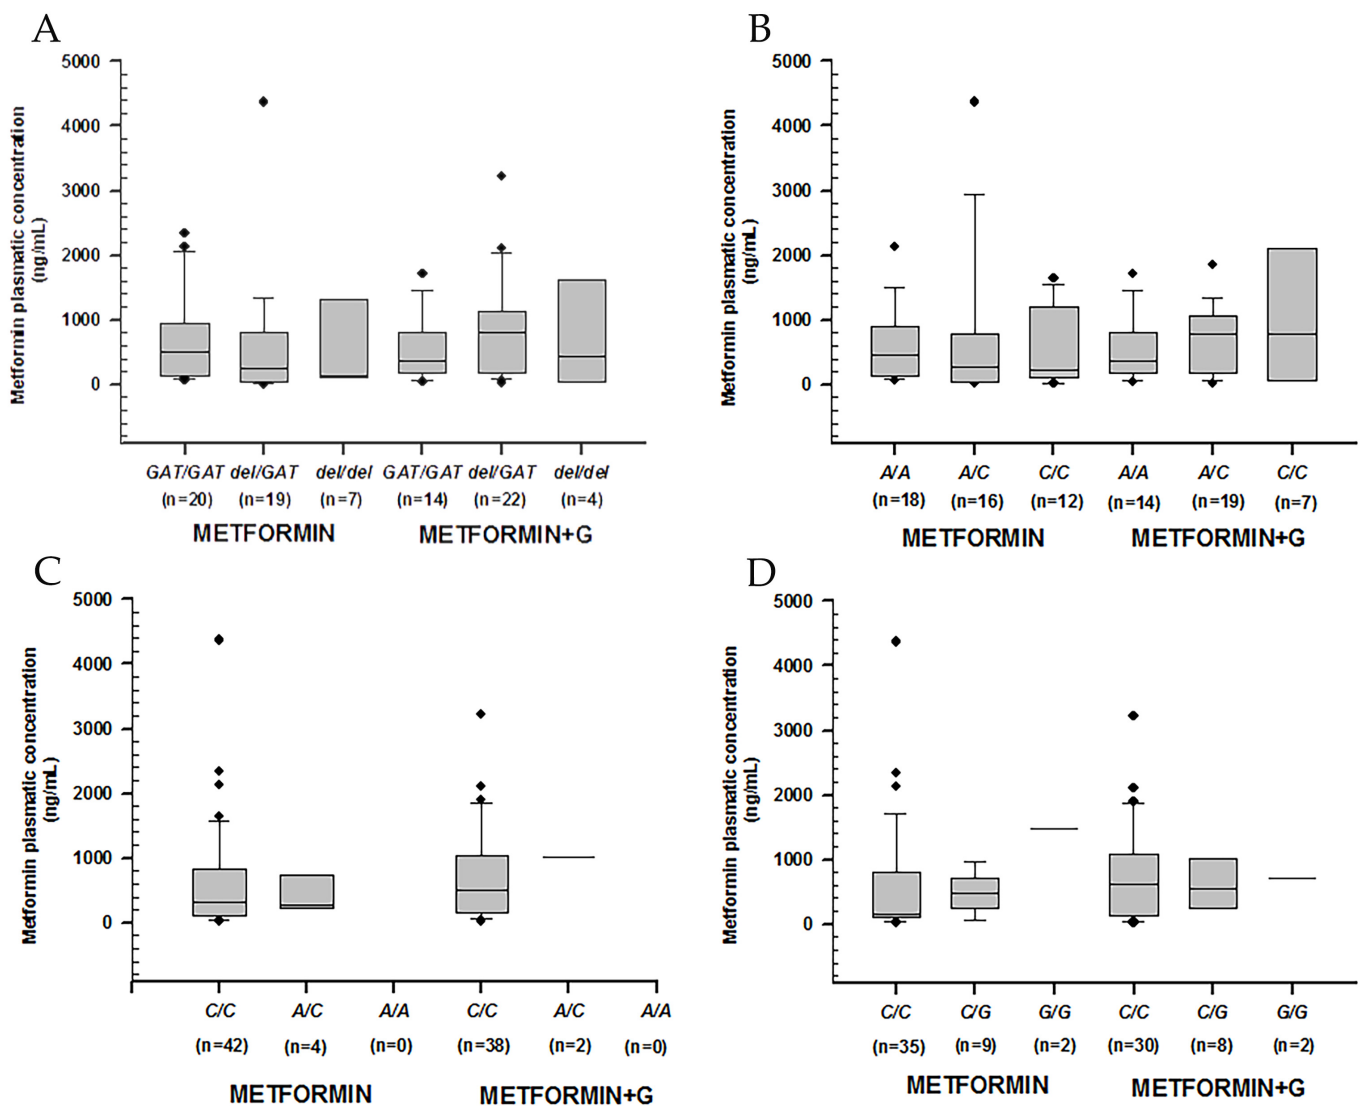 A
Metformin plasmatic concentration
(ng/mL)
5000
4000
3000
2000
1000
0
GAT/GAT del/GAT del/del GAT/GAT del/GAT del/del
(n=20) (n=19) (n=7) (n=14) (n=22) (n=4)
METFORMIN METFORMIN+G
B
Metformin plasmatic concentration
(ng/mL)
5000
4000
3000
2000
1000
0
A/A A/C C/C A/A A/C C/C
(n=18) (n=16) (n=12) (n=14) (n=19) (n=7)
METFORMIN METFORMIN+G
C
Metformin plasmatic concentration
(ng/mL)
5000
4000
3000
2000
1000
0
C/C A/C A/A C/C A/C A/A
(n=42) (n=4) (n=0) (n=38) (n=2) (n=0)
METFORMIN METFORMIN+G
D
Metformin plasmatic concentration
(ng/mL)
5000
4000
3000
2000
1000
0
C/C C/G G/G C/C C/G G/G
(n=35) (n=9) (n=2) (n=30) (n=8) (n=2)
METFORMIN METFORMIN+G